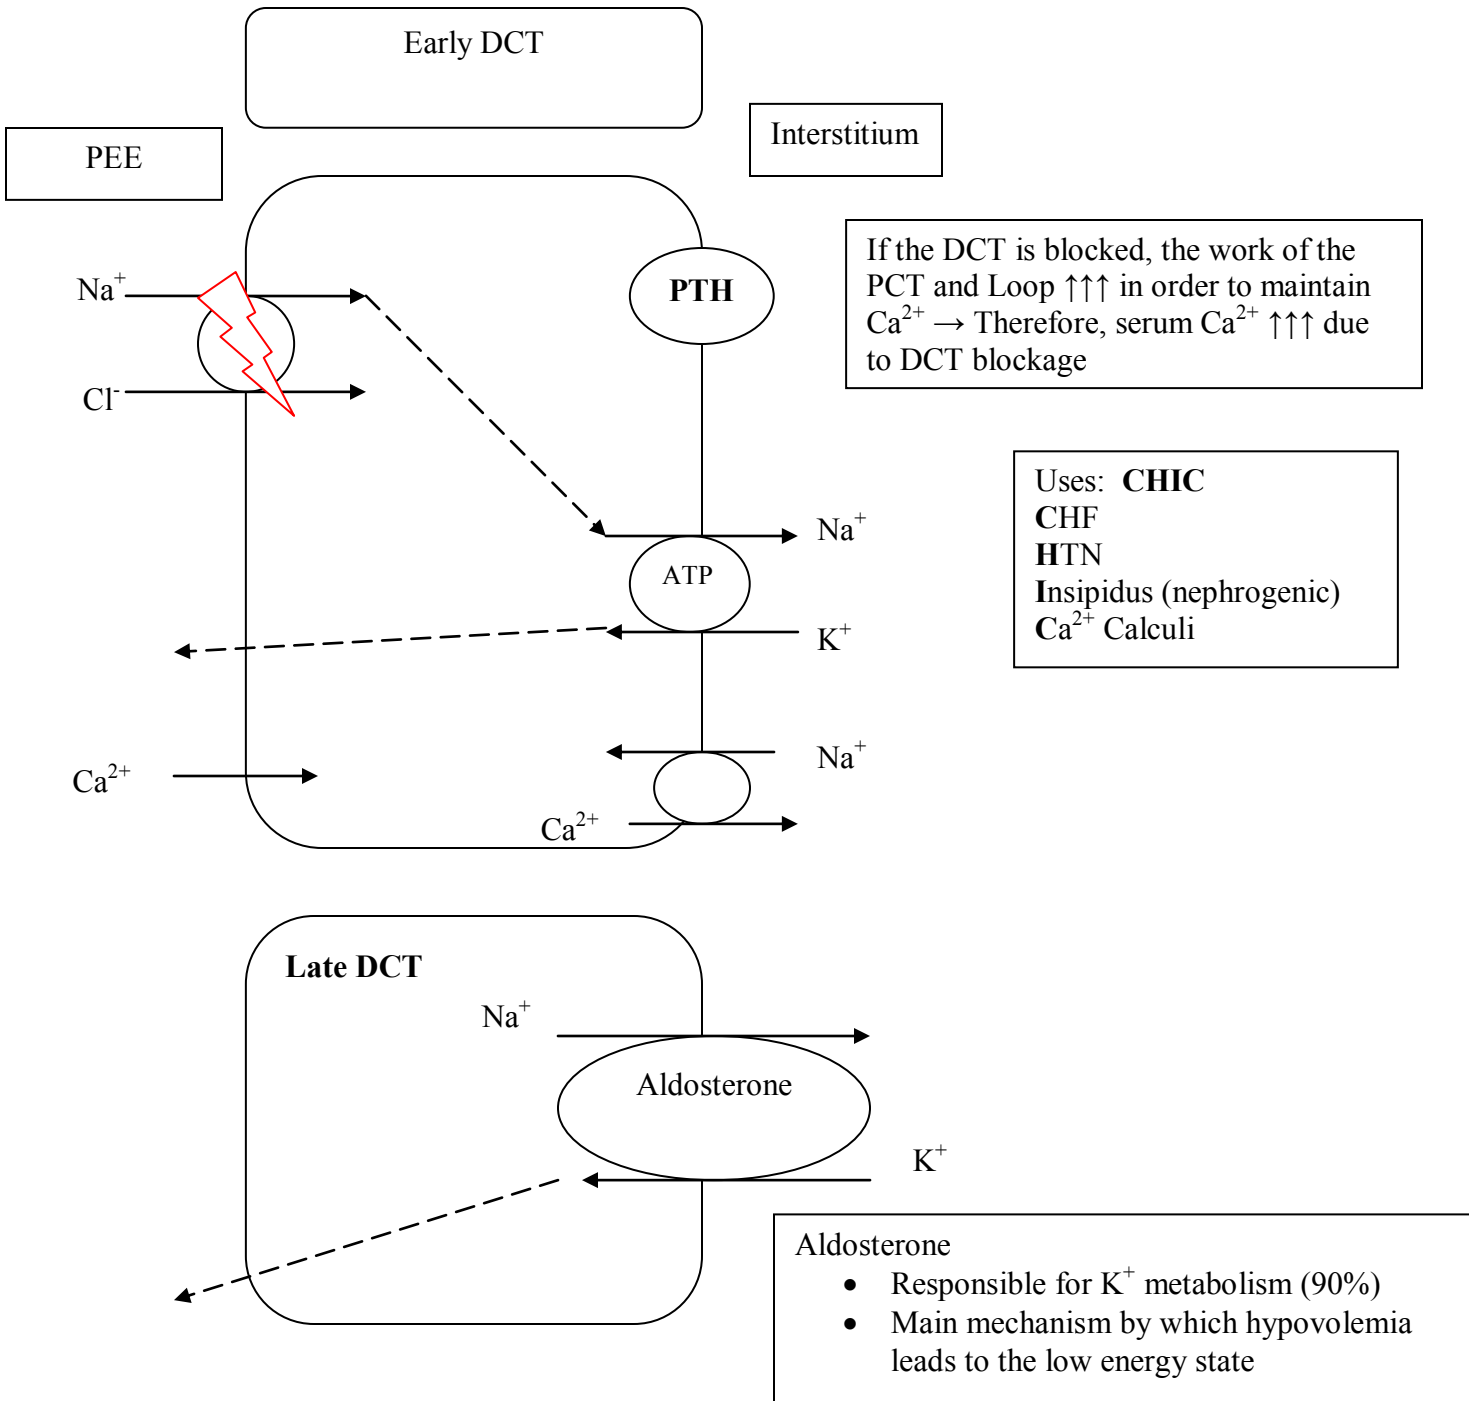 Early DCT
PEE
Interstitium
Na⁺
Cl⁻
PTH
If the DCT is blocked, the work of the
PCT and Loop ↑↑↑ in order to maintain
Ca²⁺ → Therefore, serum Ca²⁺ ↑↑↑ due
to DCT blockage
Uses: CHIC
CHF
HTN
Insipidus (nephrogenic)
Ca²⁺ Calculi
Na⁺
ATP
K⁺
Na⁺
Ca²⁺
Ca²⁺
Late DCT
Na⁺
Aldosterone
K⁺
Aldosterone
• Responsible for K⁺ metabolism (90%)
• Main mechanism by which hypovolemia
leads to the low energy state